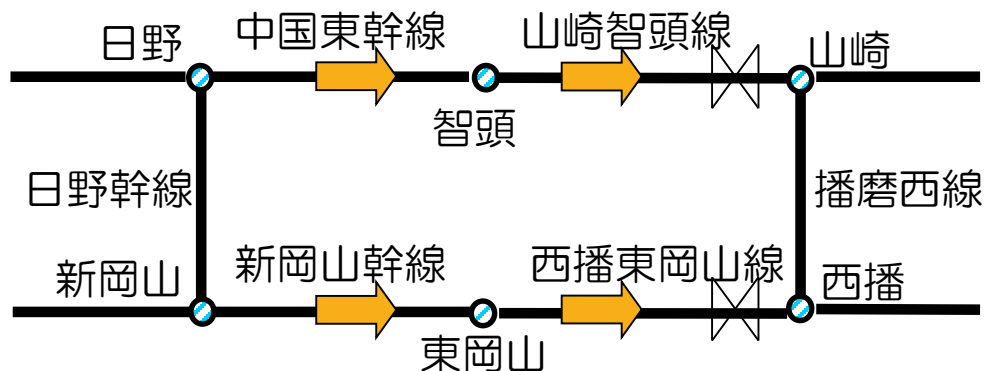 日野
中国東幹線
山崎智頭線
山崎
智頭
日野幹線
播磨西線
新岡山
新岡山幹線
西播東岡山線
西播
東岡山